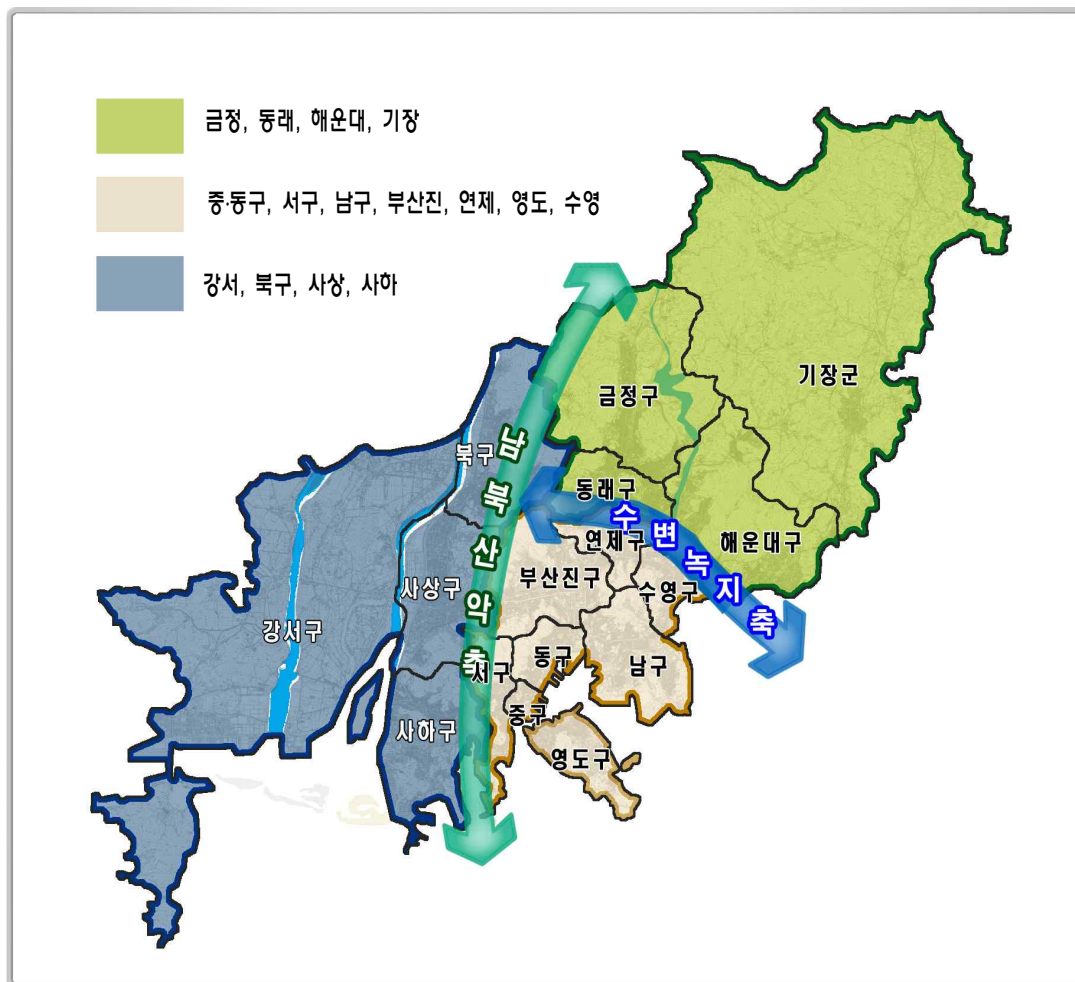 금정, 동래, 해운대, 기장
중·동구, 서구, 남구, 부산진, 연제, 영도, 수영
강서, 북구, 사상, 사하
기장군
금정구
북구
남북산악축
동래구
수변녹지축
연제구
해운대구
부산진구
사상구
수영구
강서구
동구
남구
서구
중구
사하구
영도구